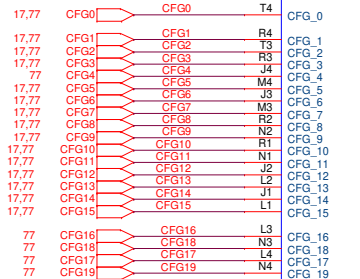 17,77 CFG0 CFG0 T4 CFG_0
17,77 CFG1 CFG1 R4 CFG_1
17,77 CFG2 CFG2 T3 CFG_2
17,77 CFG3 CFG3 R3 CFG_3
77 CFG4 CFG4 J4 CFG_4
17,77 CFG5 CFG5 M4 CFG_5
17,77 CFG6 CFG6 J3 CFG_6
17,77 CFG7 CFG7 M3 CFG_7
17,77 CFG8 CFG8 R2 CFG_8
17,77 CFG9 CFG9 N2 CFG_9
17,77 CFG10 CFG10 R1 CFG_10
17,77 CFG11 CFG11 N1 CFG_11
17,77 CFG12 CFG12 J2 CFG_12
17,77 CFG13 CFG13 L2 CFG_13
17,77 CFG14 CFG14 J1 CFG_14
17,77 CFG15 CFG15 L1 CFG_15
77 CFG16 CFG16 L3 CFG_16
77 CFG18 CFG18 N3 CFG_18
77 CFG17 CFG17 L4 CFG_17
77 CFG19 CFG19 N4 CFG_19